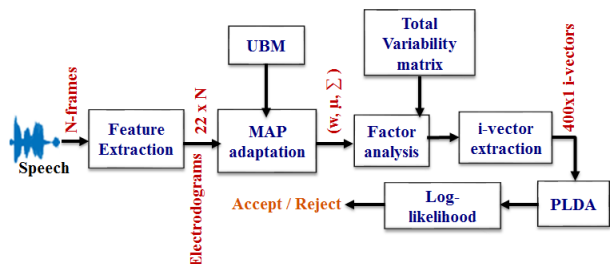 Speech
N-frames
Feature
Extraction
22 x N
Electrodograms
UBM
MAP
adaptation
(w, μ, ∑ )
Total
Variability
matrix
Factor
analysis
i-vector
extraction
400x1 i-vectors
PLDA
Log-
likelihood
Accept / Reject